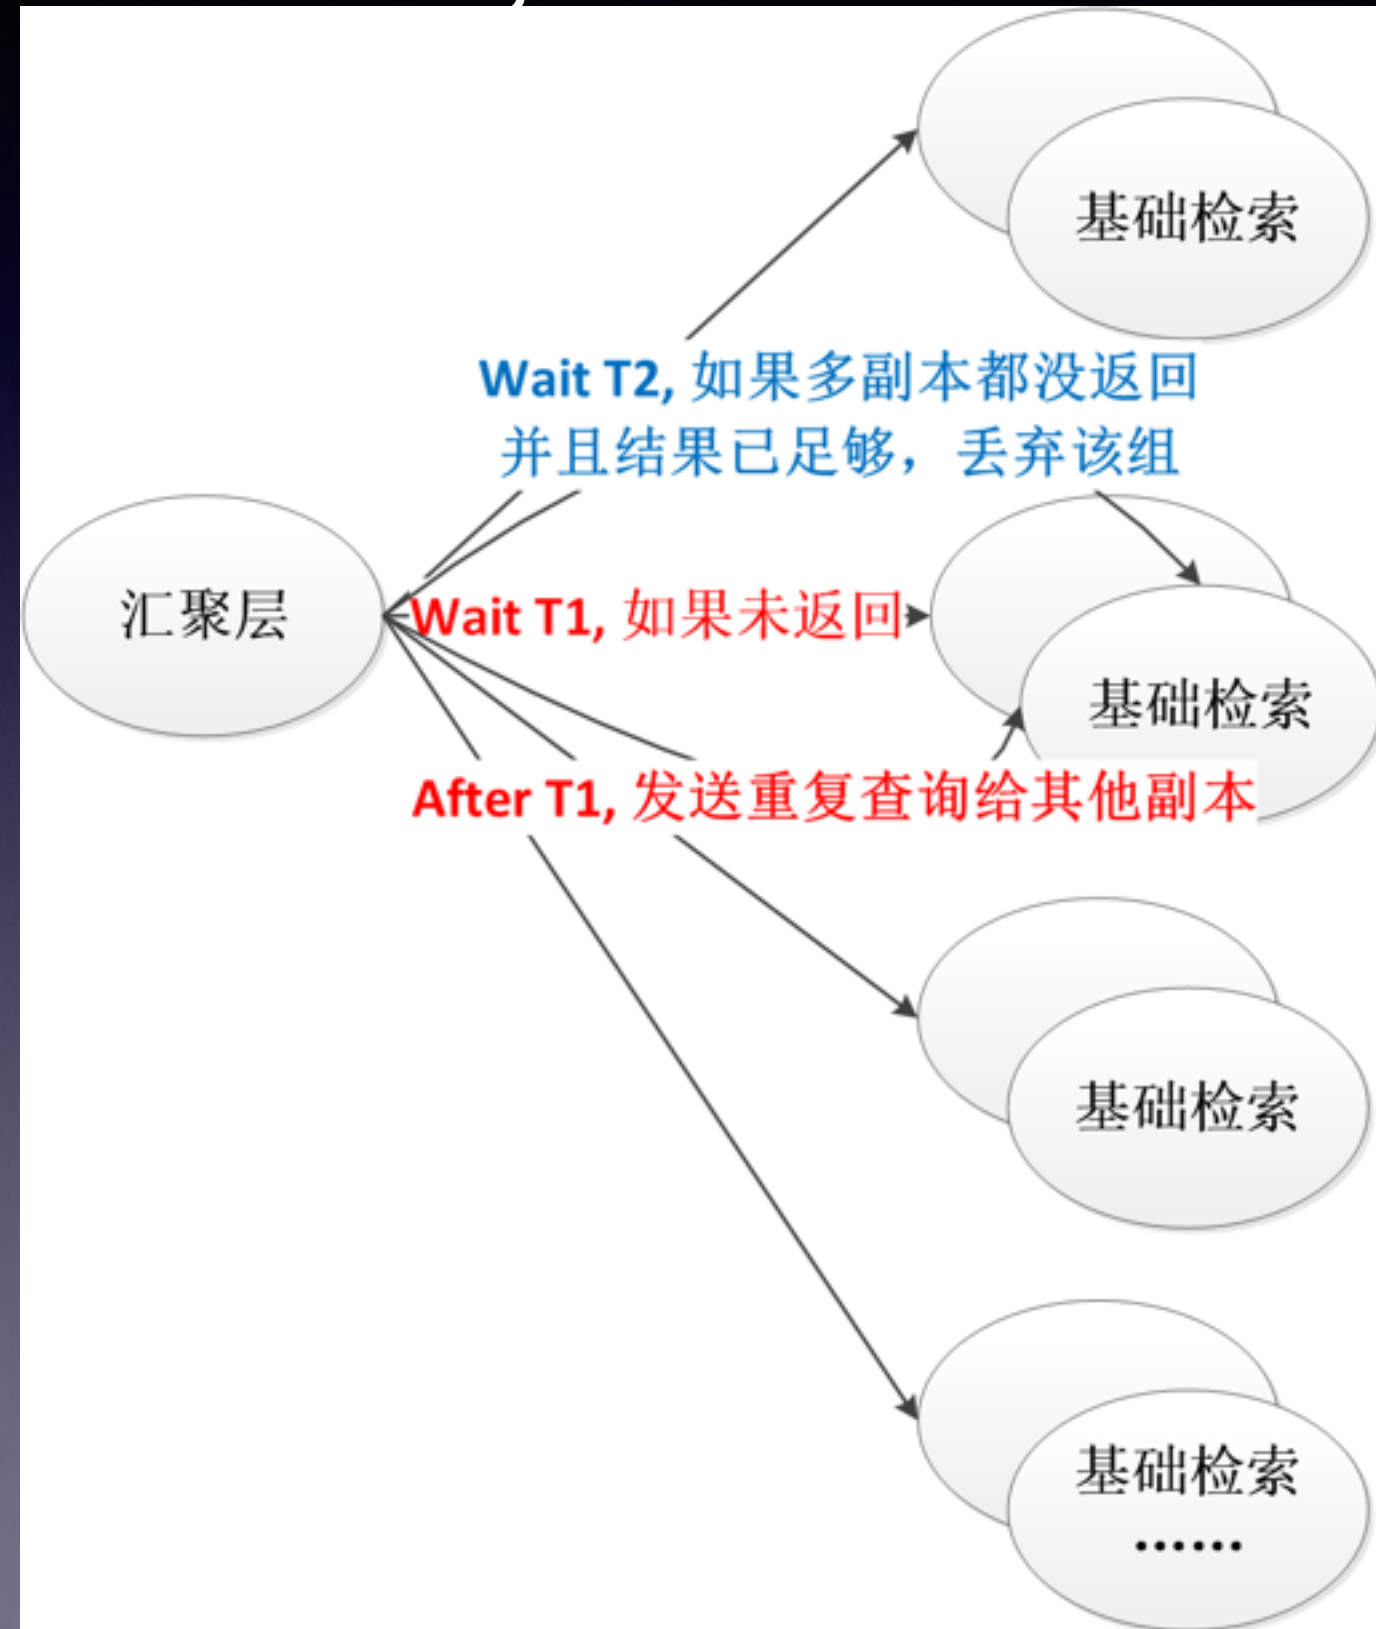 基础检索
Wait T2, 如果多副本都没返回
并且结果已足够，丢弃该组
汇聚层
Wait T1, 如果未返回
基础检索
After T1, 发送重复查询给其他副本
基础检索
基础检索
······